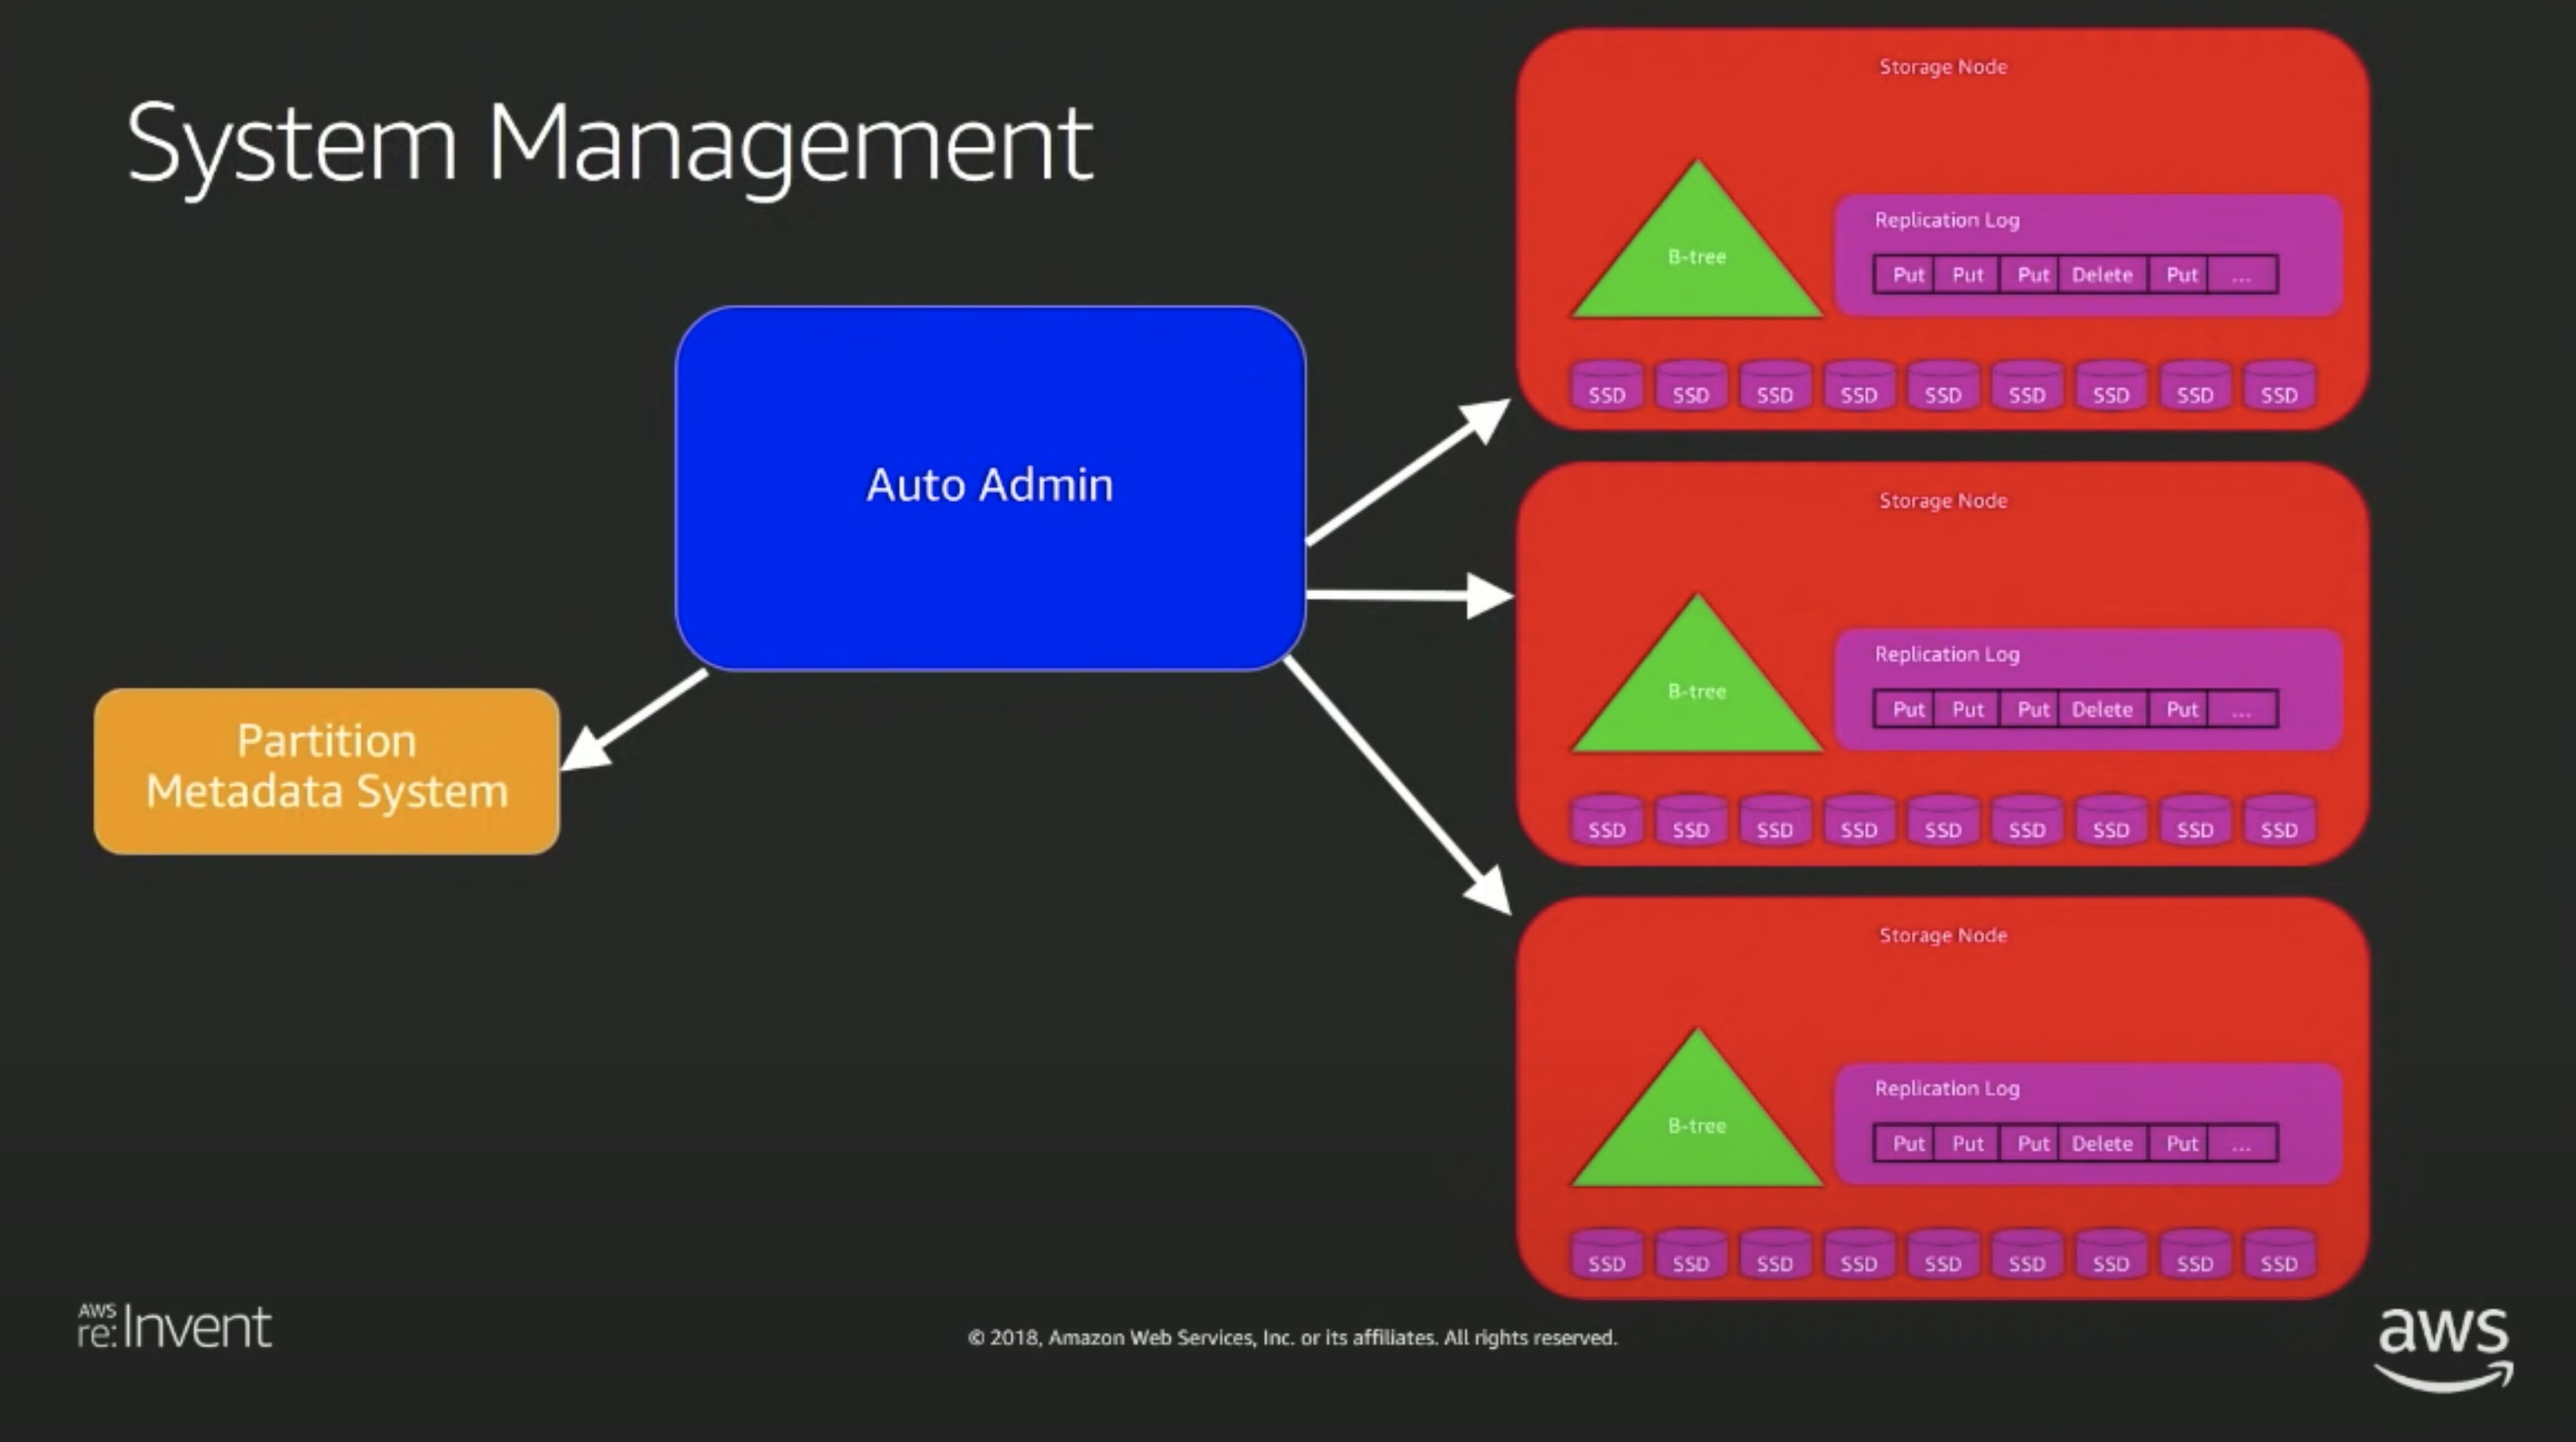 System Management
Auto Admin
Partition
Metadata System
Storage Node
B-tree
Replication Log
Put Put Put Delete Put ...
SSD SSD SSD SSD SSD SSD SSD SSD SSD
Storage Node
B-tree
Replication Log
Put Put Put Delete Put ...
SSD SSD SSD SSD SSD SSD SSD SSD SSD
Storage Node
B-tree
Replication Log
Put Put Put Delete Put ...
SSD SSD SSD SSD SSD SSD SSD SSD SSD
AWS
re:Invent
© 2018, Amazon Web Services, Inc. or its affiliates. All rights reserved.
aws